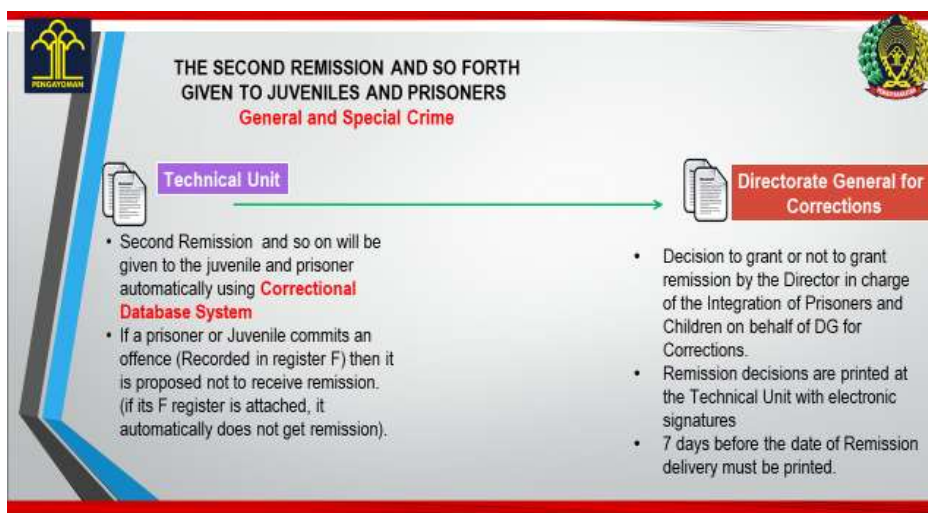 PENGAYOMAN
THE SECOND REMISSION AND SO FORTH
GIVEN TO JUVENILES AND PRISONERS
General and Special Crime
Technical Unit
• Second Remission and so on will be
given to the juvenile and prisoner
automatically using Correctional
Database System
• If a prisoner or Juvenile commits an
offence (Recorded in register F) then it
is proposed not to receive remission.
(if its F register is attached, it
automatically does not get remission).
Directorate General for
Corrections
• Decision to grant or not to grant
remission by the Director in charge
of the Integration of Prisoners and
Children on behalf of DG for
Corrections.
• Remission decisions are printed at
the Technical Unit with electronic
signatures
• 7 days before the date of Remission
delivery must be printed.